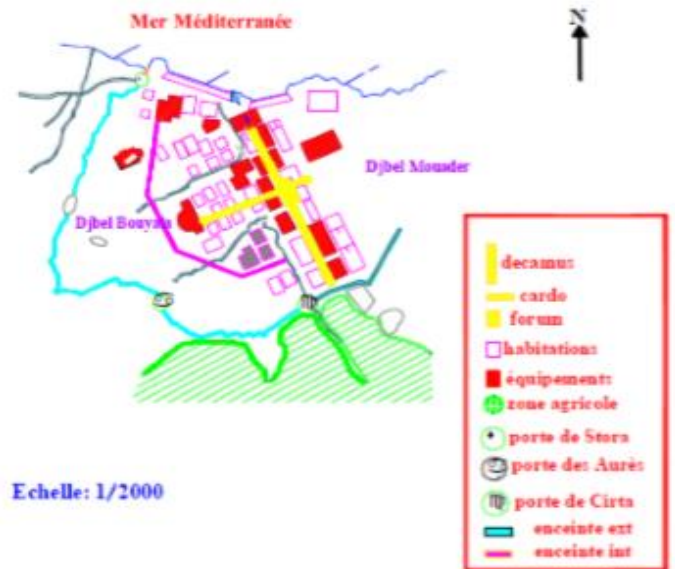 Mer Méditerranée
N
Djbel Mouader
Djbel Bouyala
decamus
cardo
forum
habitations
équipements
zone agricole
porte de Stora
porte des Aurès
porte de Cirta
enceinte ext
enceinte int
Echelle: 1/2000